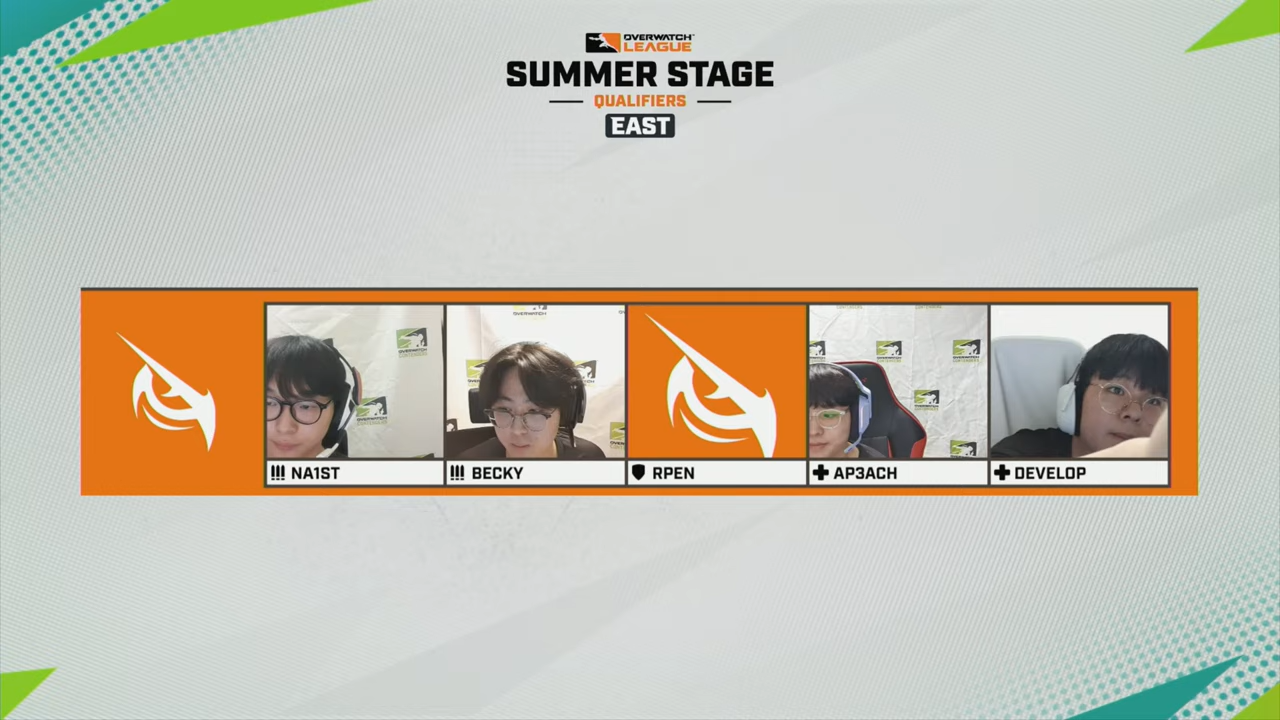 OVERWATCH
LEAGUE
SUMMER STAGE
QUALIFIERS
EAST
NA1ST
BECKY
RPEN
AP3ACH
DEVELOP